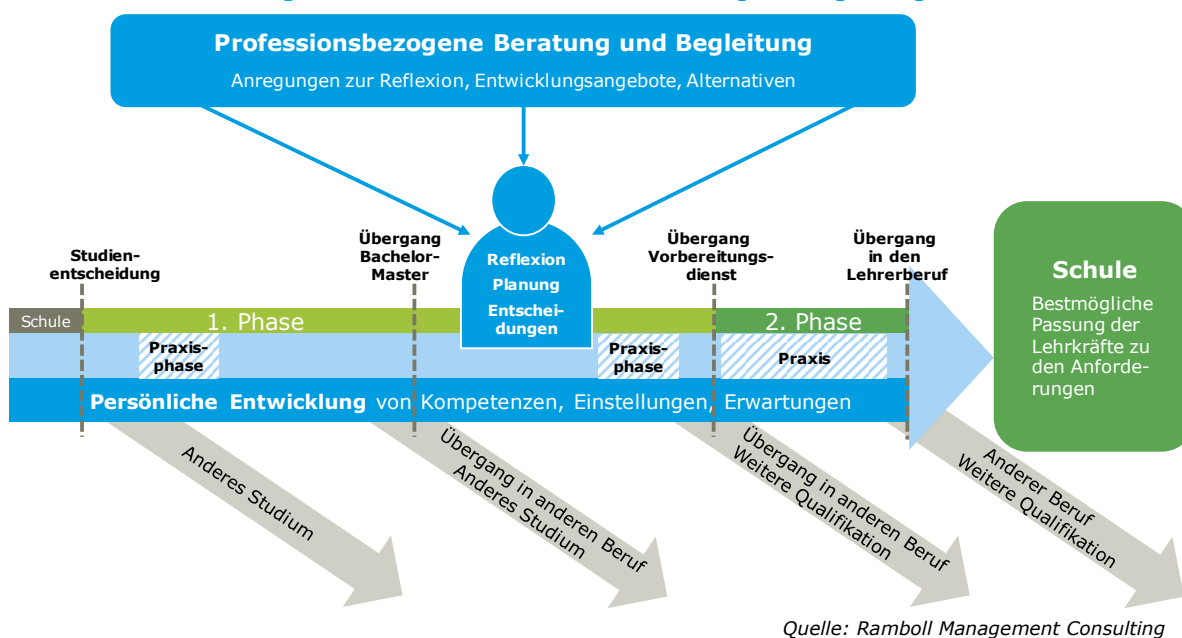 Professionsbezogene Beratung und Begleitung
Anregungen zur Reflexion, Entwicklungsangebote, Alternativen
Studien-
entscheidung
Übergang
Bachelor-
Master
Reflexion
Planung
Entschei-
dungen
Übergang
Vorbereitungs-
dienst
Übergang
in den
Lehrerberuf
Schule
Bestmögliche
Passung der
Lehrkräfte zu
den Anforde-
rungen
Schule
1. Phase
2. Phase
Praxis-
phase
Praxis-
phase
Praxis
Persönliche Entwicklung von Kompetenzen, Einstellungen, Erwartungen
Anderes Studium
Übergang in anderen Beruf
Anderes Studium
Übergang in anderen Beruf
Weitere Qualifikation
Anderer Beruf
Weitere Qualifikation
Quelle: Ramboll Management Consulting